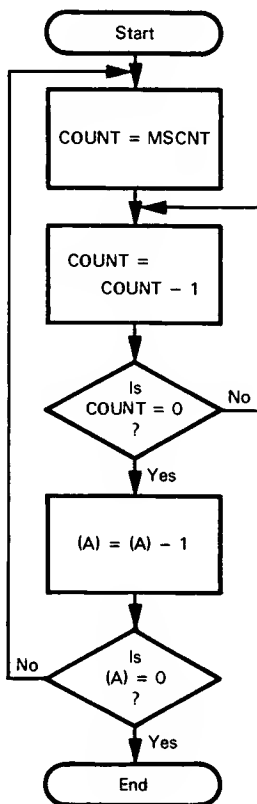 Start
COUNT = MSCNT
COUNT =
COUNT - 1
Is
COUNT = 0
?
No
Yes
(A) = (A) - 1
Is
(A) = 0
?
No
Yes
End